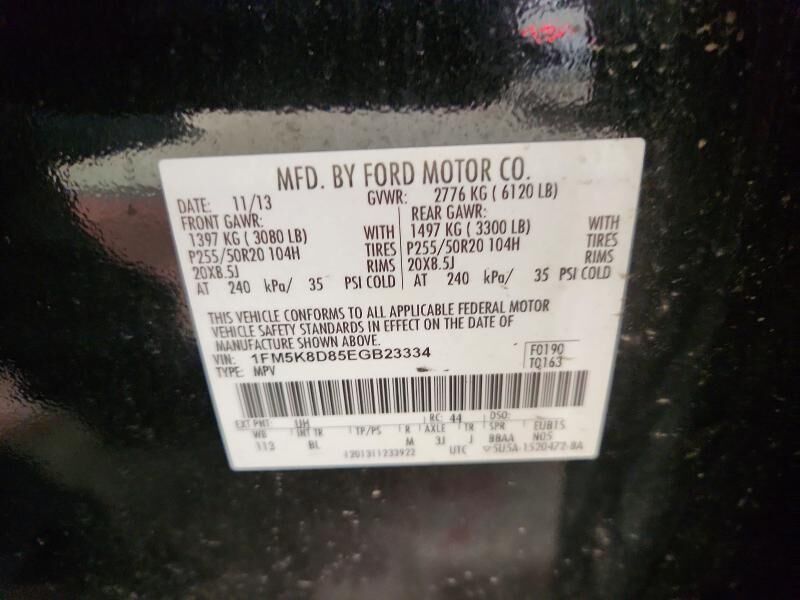 MFD. BY FORD MOTOR CO.
DATE: 11/13 GVWR: 2776 KG ( 6120 LB)
FRONT GAWR: REAR GAWR:
1397 KG ( 3080 LB) WITH 1497 KG ( 3300 LB) WITH
P255/50R20 104H TIRES P255/50R20 104H TIRES
20X8.5J RIMS 20X8.5J RIMS
AT 240 kPa/ 35 PSI COLD AT 240 kPa/ 35 PSI COLD
THIS VEHICLE CONFORMS TO ALL APPLICABLE FEDERAL MOTOR
VEHICLE SAFETY STANDARDS IN EFFECT ON THE DATE OF
MANUFACTURE SHOWN ABOVE.
VIN: 1FM5K8D85EGB23334 F0190
TYPE: MPV T0163
EXT PNT: UH RC: 44 DSO:
WB INT TR TP/PS R AXLE TR SPR EUB15
113 BL M 3J J BBAA N05
1201311233922 UTC